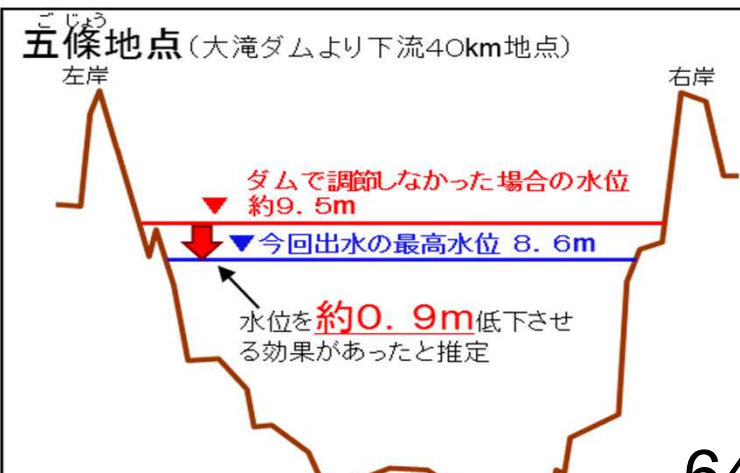 ご じょう
五條地点(大滝ダムより下流40km地点)
左岸
右岸
ダムで調節しなかった場合の水位
約9.5m
▼今回出水の最高水位 8.6m
水位を約0.9m低下させ
る効果があったと推定